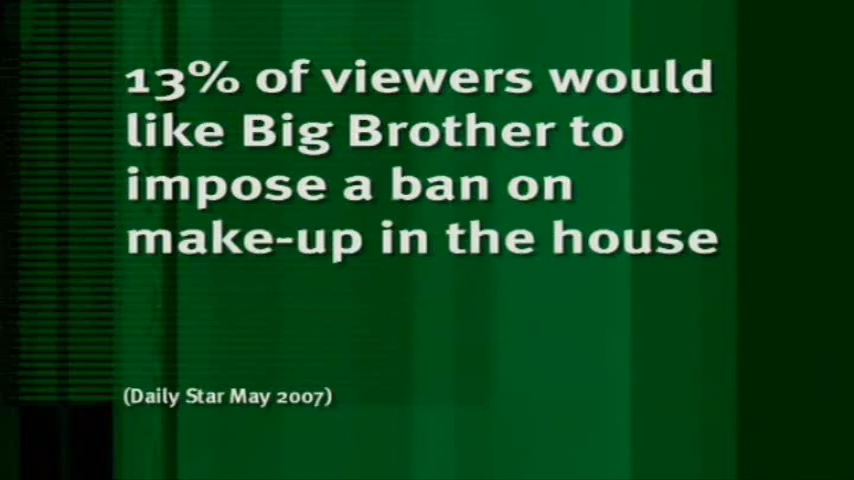 13% of viewers would
like Big Brother to
impose a ban on
make-up in the house
(Daily Star May 2007)